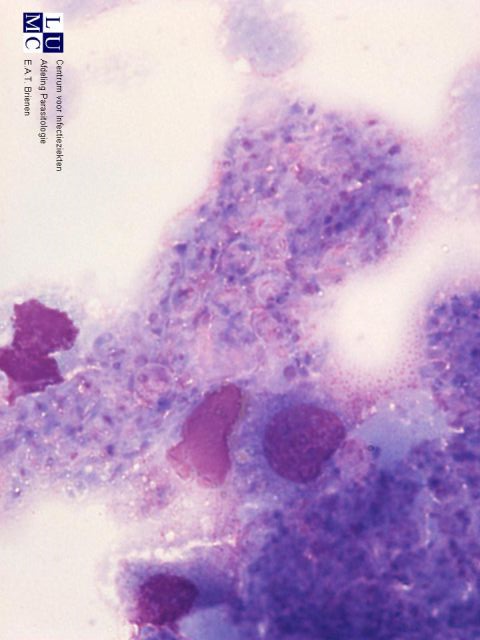 LU
MC
Centrum voor Infectieziekten
Afdeling Parasitologie
E.A.T. Brienen